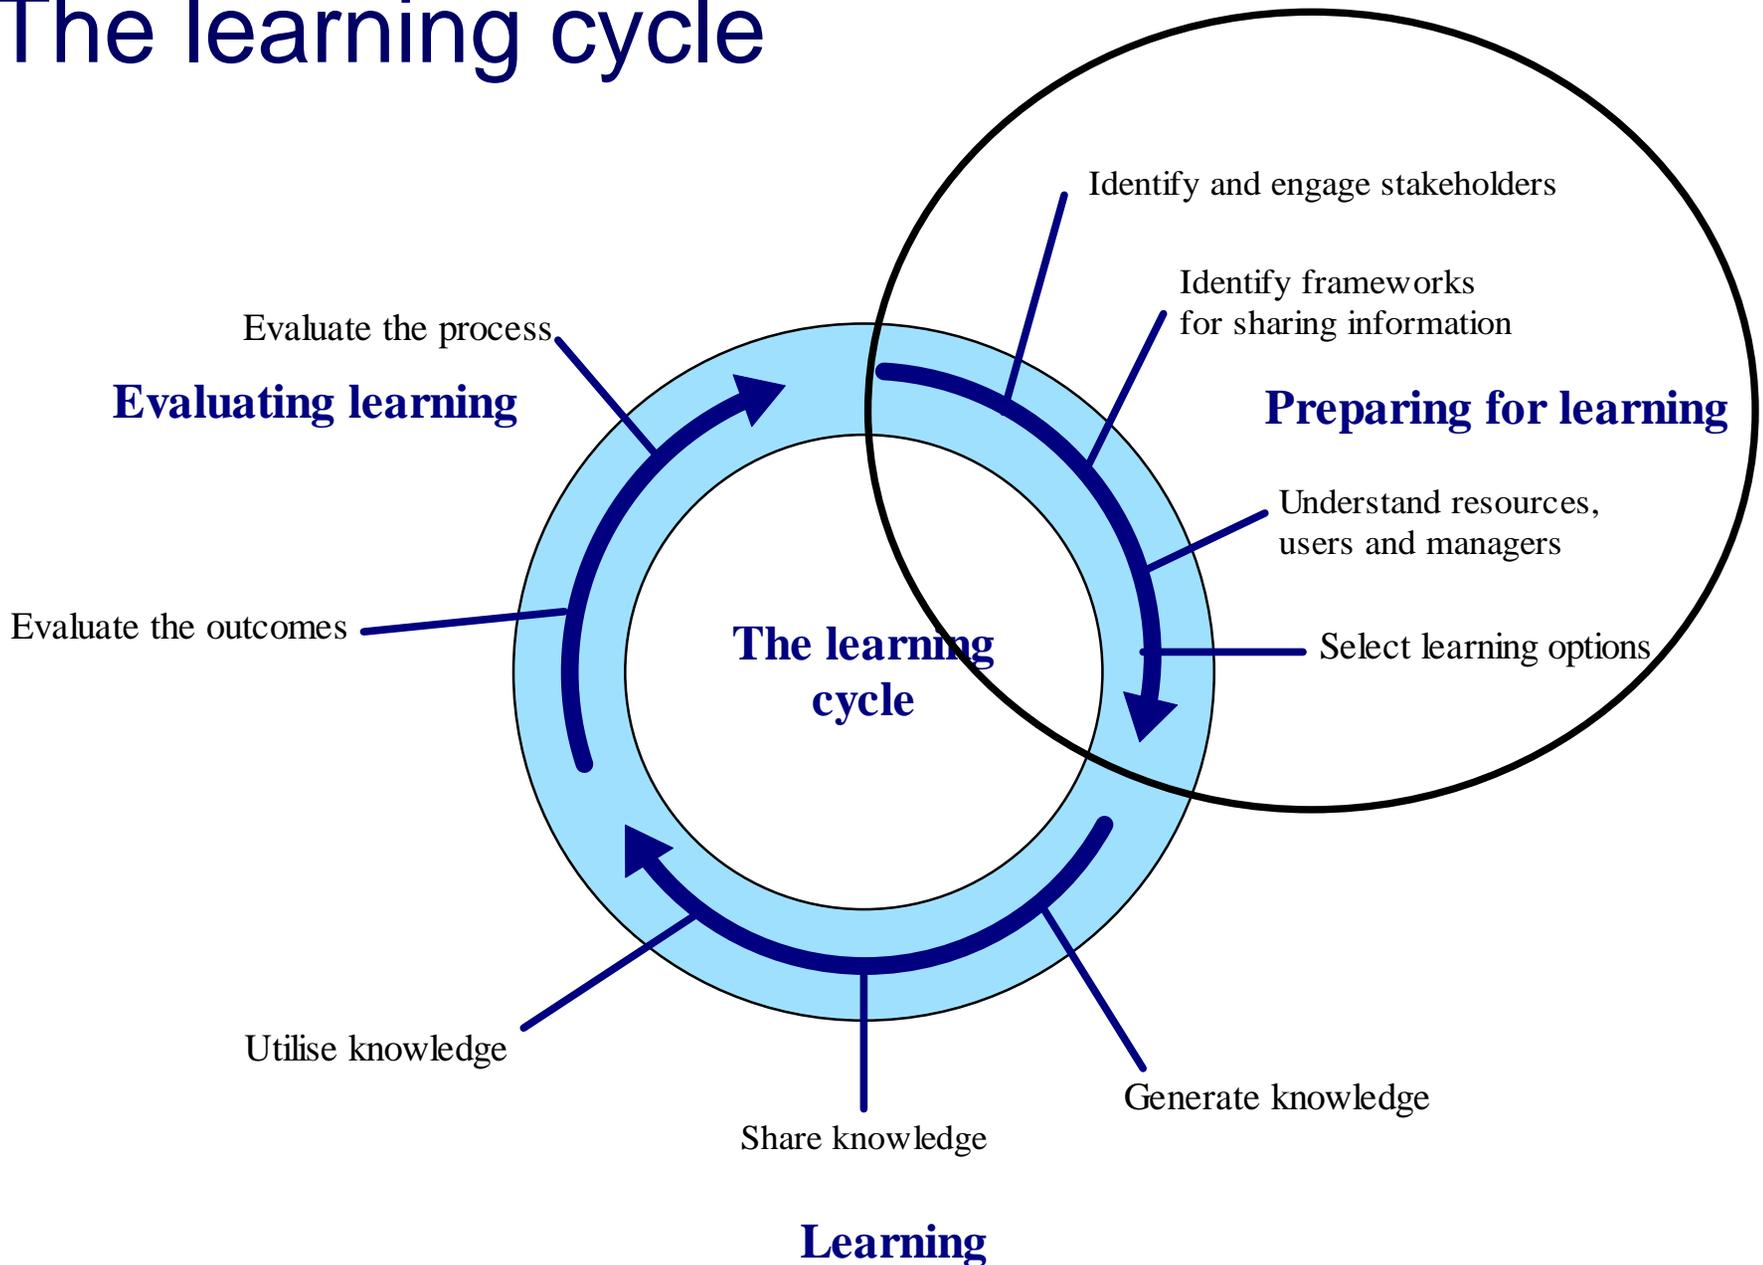 The learning cycle
Identify and engage stakeholders
Identify frameworks
for sharing information
Evaluate the process
Evaluating learning
Preparing for learning
Understand resources,
users and managers
Evaluate the outcomes
The learning
cycle
Select learning options
Utilise knowledge
Generate knowledge
Share knowledge
Learning